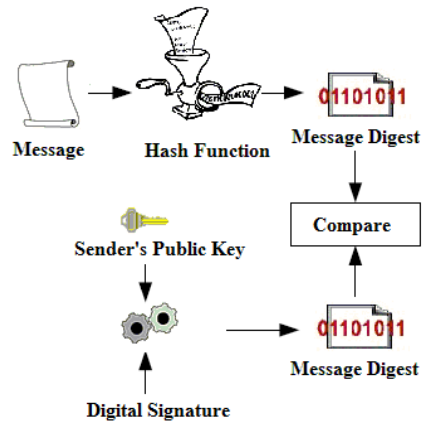 01101011
Message
Hash Function
Message Digest
Compare
Sender's Public Key
01101011
Message Digest
Digital Signature